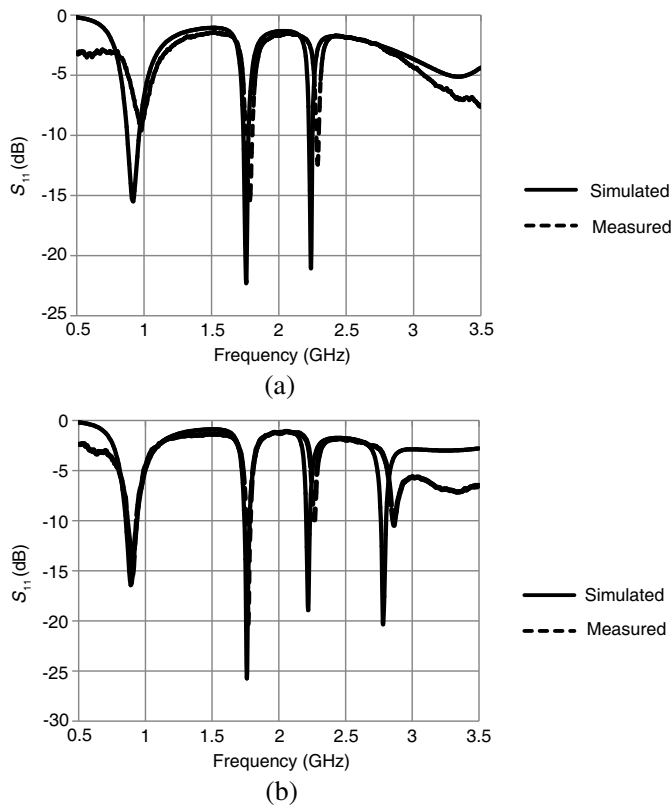 0
-5
-10
-15
-20
-25
S₁₁ (dB)
0.5 1 1.5 2 2.5 3 3.5
Frequency (GHz)
Simulated
Measured
(a)
0
-5
-10
-15
-20
-25
-30
S₁₁ (dB)
0.5 1 1.5 2 2.5 3 3.5
Frequency (GHz)
Simulated
Measured
(b)